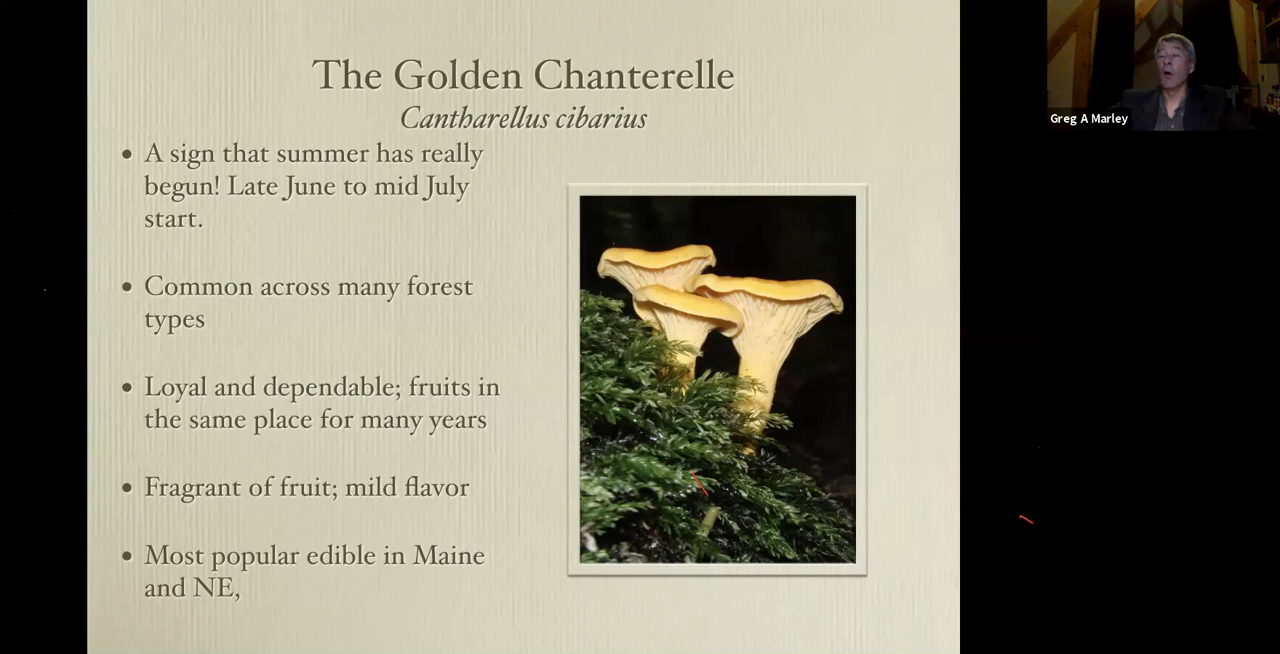 The Golden Chanterelle
Cantharellus cibarius
A sign that summer has really
begun! Late June to mid July
start.
Common across many forest
types
Loyal and dependable; fruits in
the same place for many years
Fragrant of fruit; mild flavor
Most popular edible in Maine
and NE,
Greg A Marley